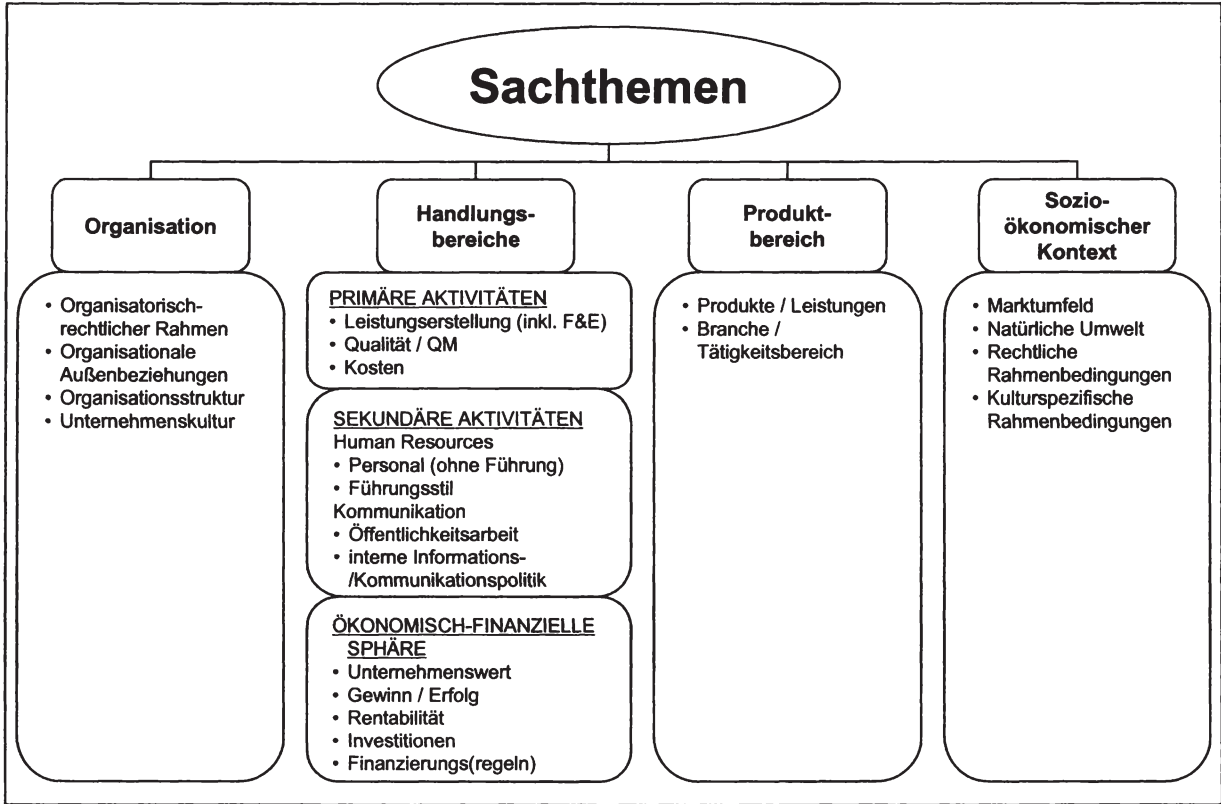 Sachthemen
Organisation
• Organisatorisch-
rechtlicher Rahmen
• Organisationale
Außenbeziehungen
• Organisationsstruktur
• Unternehmenskultur
Handlungs-
bereiche
PRIMÄRE AKTIVITÄTEN
• Leistungserstellung (inkl. F&E)
• Qualität / QM
• Kosten
SEKUNDÄRE AKTIVITÄTEN
Human Resources
• Personal (ohne Führung)
• Führungsstil
Kommunikation
• Öffentlichkeitsarbeit
• interne Informations-
/Kommunikationspolitik
ÖKONOMISCH-FINANZIELLE
SPHÄRE
• Unternehmenswert
• Gewinn / Erfolg
• Rentabilität
• Investitionen
• Finanzierungs(regeln)
Produkt-
bereich
• Produkte / Leistungen
• Branche /
Tätigkeitsbereich
Sozio-
ökonomischer
Kontext
• Marktumfeld
• Natürliche Umwelt
• Rechtliche
Rahmenbedingungen
• Kulturspezifische
Rahmenbedingungen